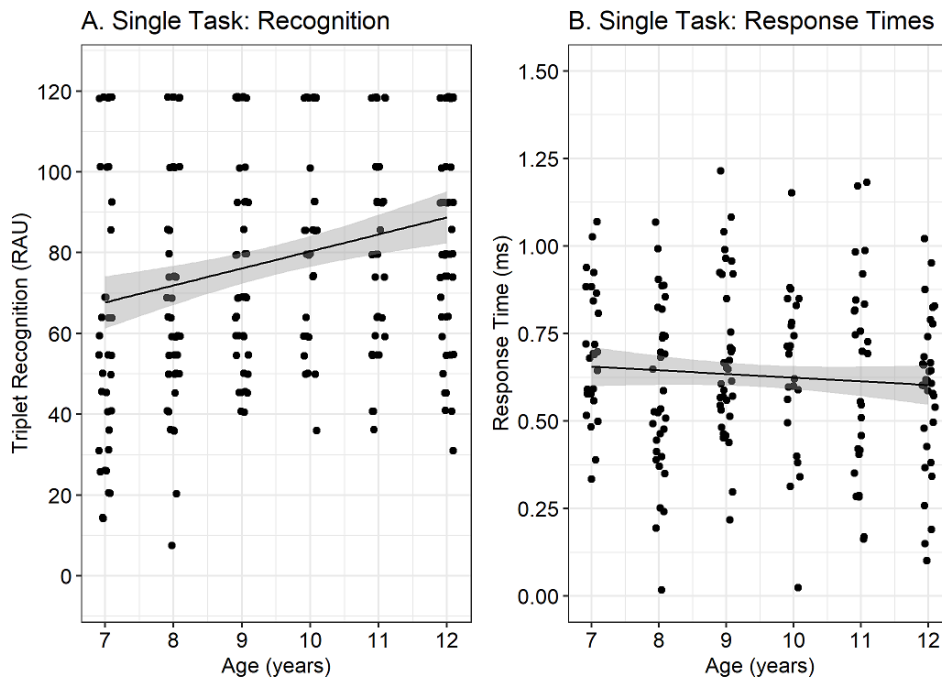 A. Single Task: Recognition
Triplet Recognition (RAU)
120
100
80
60
40
20
0
7 8 9 10 11 12
Age (years)
B. Single Task: Response Times
Response Time (ms)
1.50
1.25
1.00
0.75
0.50
0.25
0.00
7 8 9 10 11 12
Age (years)